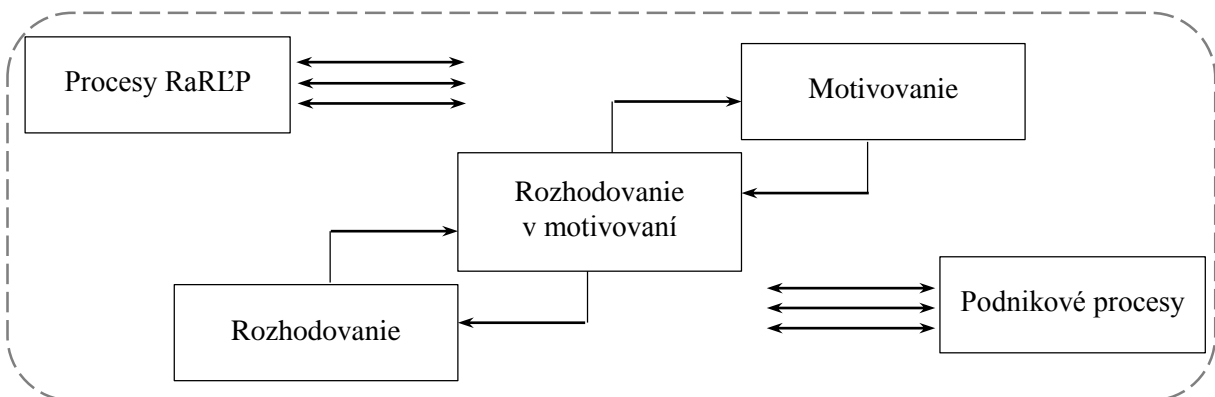 Procesy RaRĽP
Motivovanie
Rozhodovanie
v motivovaní
Rozhodovanie
Podnikové procesy